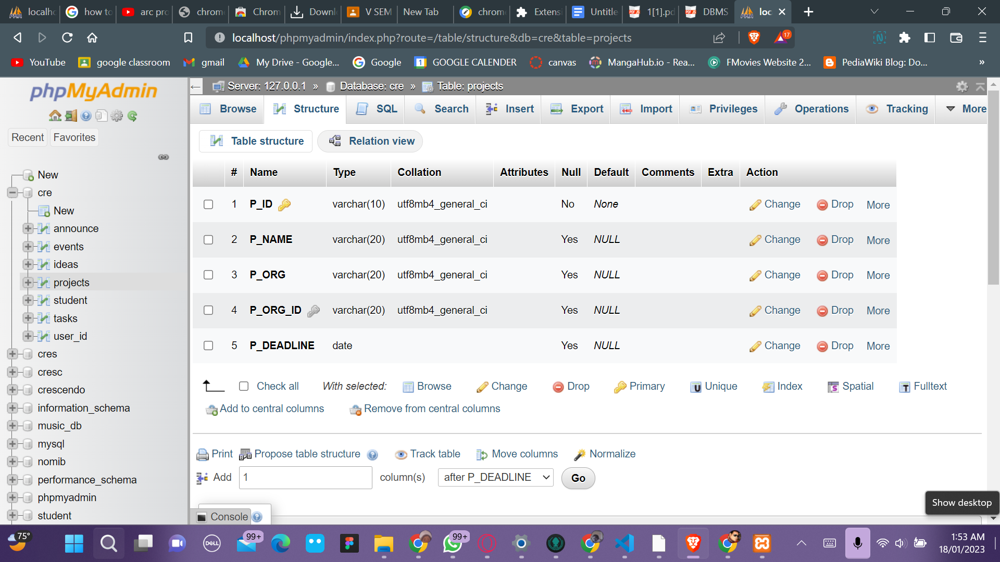 localhc
how to
arc pro
chrome
Chrom
Downl
V SEM
New Tab
chrome
Extensi
Untitle
1[1].pd
DBMS
loc
localhost/phpmyadmin/index.php?route=/table/structure&db=cre&table=projects
17
YouTube
google classroom
gmail
My Drive - Google...
Google
GOOGLE CALENDER
canvas
MangaHub.io - Rea...
FMovies Website 2...
PediaWiki Blog: Do...
»
phpMyAdmin
Server: 127.0.0.1 » Database: cre » Table: projects
Browse
Structure
SQL
Search
Insert
Export
Import
Privileges
Operations
Tracking
More
Recent
Favorites
Table structure
Relation view
New
cre
New
announce
events
ideas
projects
student
tasks
user_id
cres
cresc
crescendo
information_schema
music_db
mysql
nomib
performance_schema
phpmyadmin
student
# Name Type Collation Attributes Null Default Comments Extra Action
1 P_ID varchar(10) utf8mb4_general_ci No None Change Drop More
2 P_NAME varchar(20) utf8mb4_general_ci Yes NULL Change Drop More
3 P_ORG varchar(20) utf8mb4_general_ci Yes NULL Change Drop More
4 P_ORG_ID varchar(20) utf8mb4_general_ci Yes NULL Change Drop More
5 P_DEADLINE date Yes NULL Change Drop More
Check all With selected: Browse Change Drop Primary Unique Index Spatial Fulltext
Add to central columns Remove from central columns
Print Propose table structure Track table Move columns Normalize
Add 1 column(s) after P_DEADLINE Go
Show desktop
Console
75°
DELL
99+
99+
1:53 AM
18/01/2023